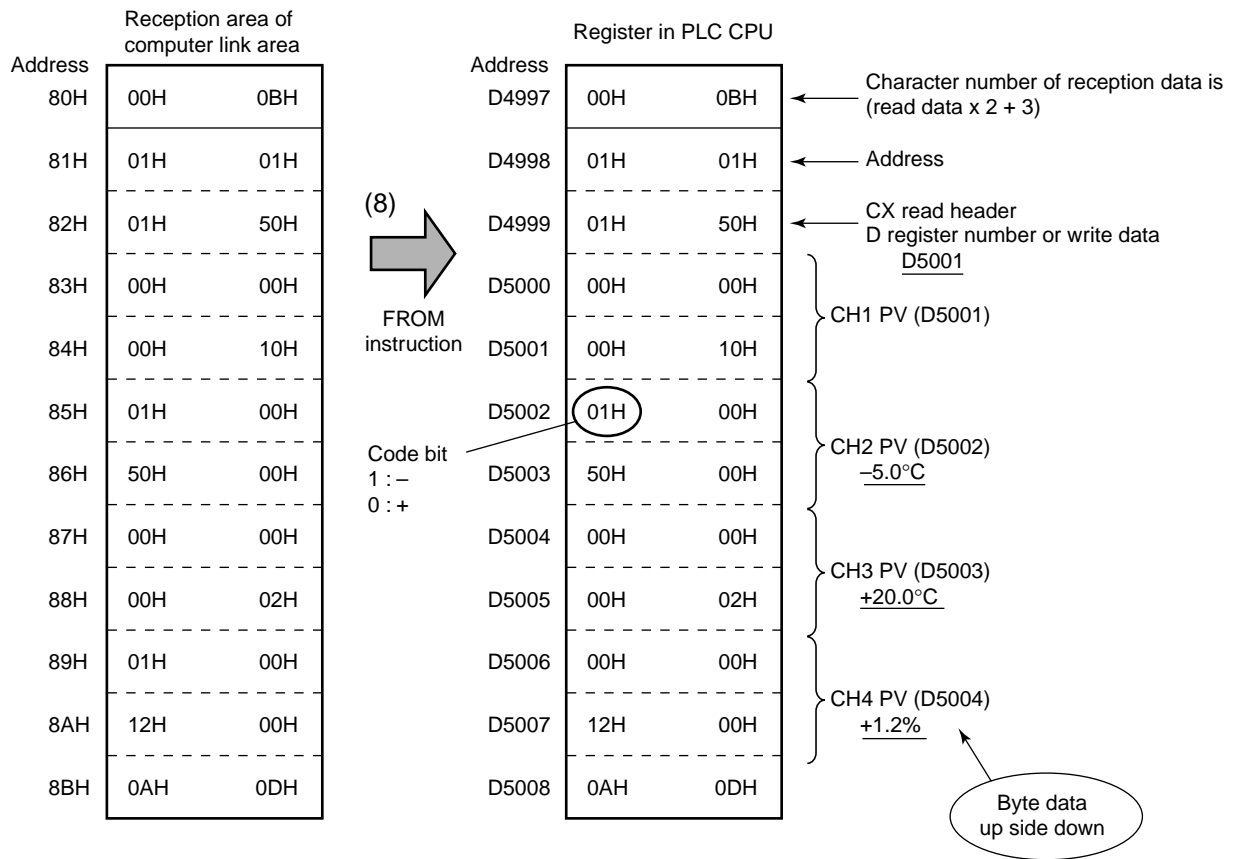 Reception area of
computer link area
Register in PLC CPU
Address
Address
80H 00H 0BH
D4997 00H 0BH
Character number of reception data is
(read data x 2 + 3)
81H 01H 01H
D4998 01H 01H
Address
82H 01H 50H
(8)
D4999 01H 50H
CX read header
D register number or write data
D5001
83H 00H 00H
D5000 00H 00H
FROM
instruction
CH1 PV (D5001)
84H 00H 10H
D5001 00H 10H
85H 01H 00H
D5002 01H 00H
Code bit
1 : –
0 : +
CH2 PV (D5002)
–5.0°C
86H 50H 00H
D5003 50H 00H
87H 00H 00H
D5004 00H 00H
CH3 PV (D5003)
+20.0°C
88H 00H 02H
D5005 00H 02H
89H 01H 00H
D5006 00H 00H
CH4 PV (D5004)
+1.2%
8AH 12H 00H
D5007 12H 00H
8BH 0AH 0DH
D5008 0AH 0DH
Byte data
up side down